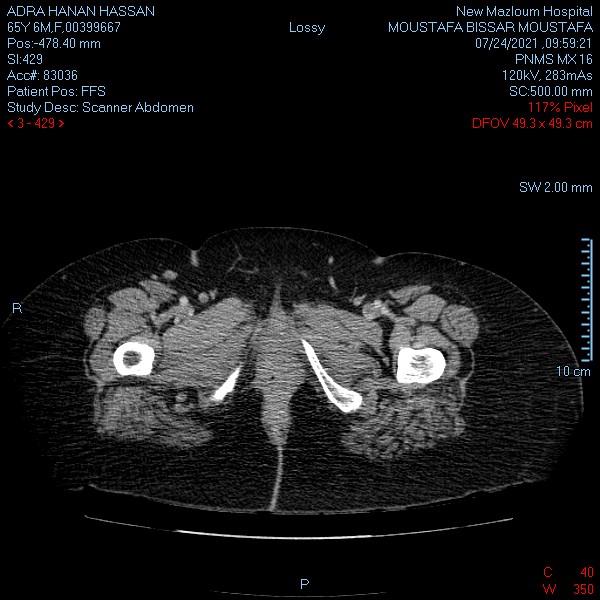 ADRA HANAN HASSAN
65Y 6M,F,00399667
Pos:-478.40 mm
SI:429
Acc#: 83036
Patient Pos: FFS
Study Desc: Scanner Abdomen
< 3 - 429 >
Lossy
New Mazloum Hospital
MOUSTAFA BISSAR MOUSTAFA
07/24/2021 ,09:59:21
PNMS MX 16
120kV, 283mAs
SC:500.00 mm
117% Pixel
DFOV 49.3 x 49.3 cm
SW 2.00 mm
R
10 cm
P
C 40
W 350